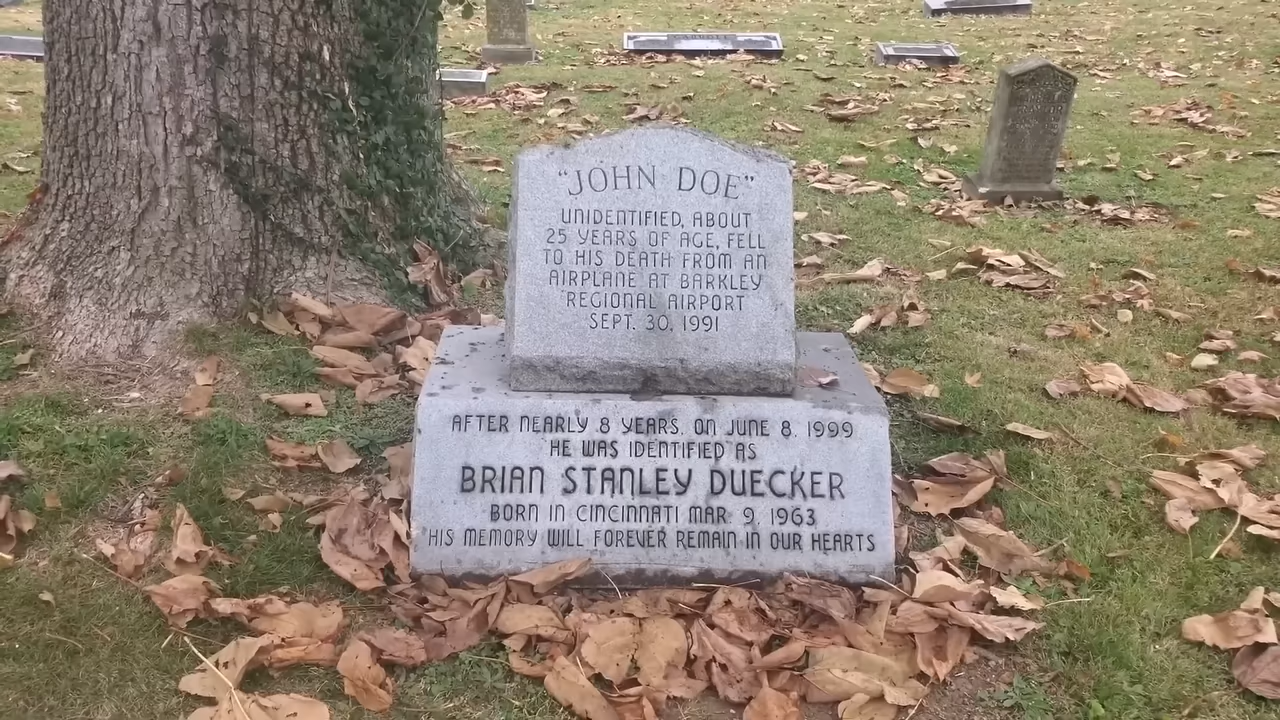 "JOHN DOE"
UNIDENTIFIED, ABOUT
25 YEARS OF AGE, FELL
TO HIS DEATH FROM AN
AIRPLANE AT BARKLEY
REGIONAL AIRPORT
SEPT. 30, 1991
AFTER NEARLY 8 YEARS, ON JUNE 8, 1999
HE WAS IDENTIFIED AS
BRIAN STANLEY DUECKER
BORN IN CINCINNATI MAR. 9, 1963
HIS MEMORY WILL FOREVER REMAIN IN OUR HEARTS